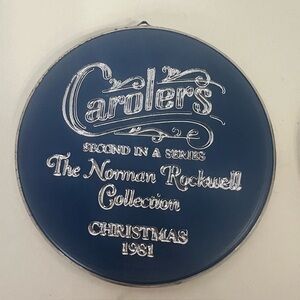 Carolers
SECOND IN A SERIES
The Norman Rockwell
Collection
CHRISTMAS
1981